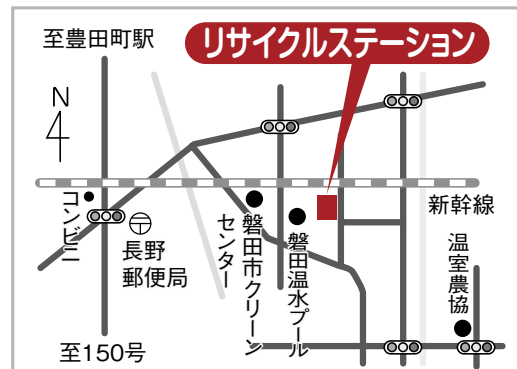 至豊田町駅
リサイクルステーション
N
コンビニ
長野
郵便局
磐田市クリーン
センター
磐田温水プール
新幹線
温室農協
至150号